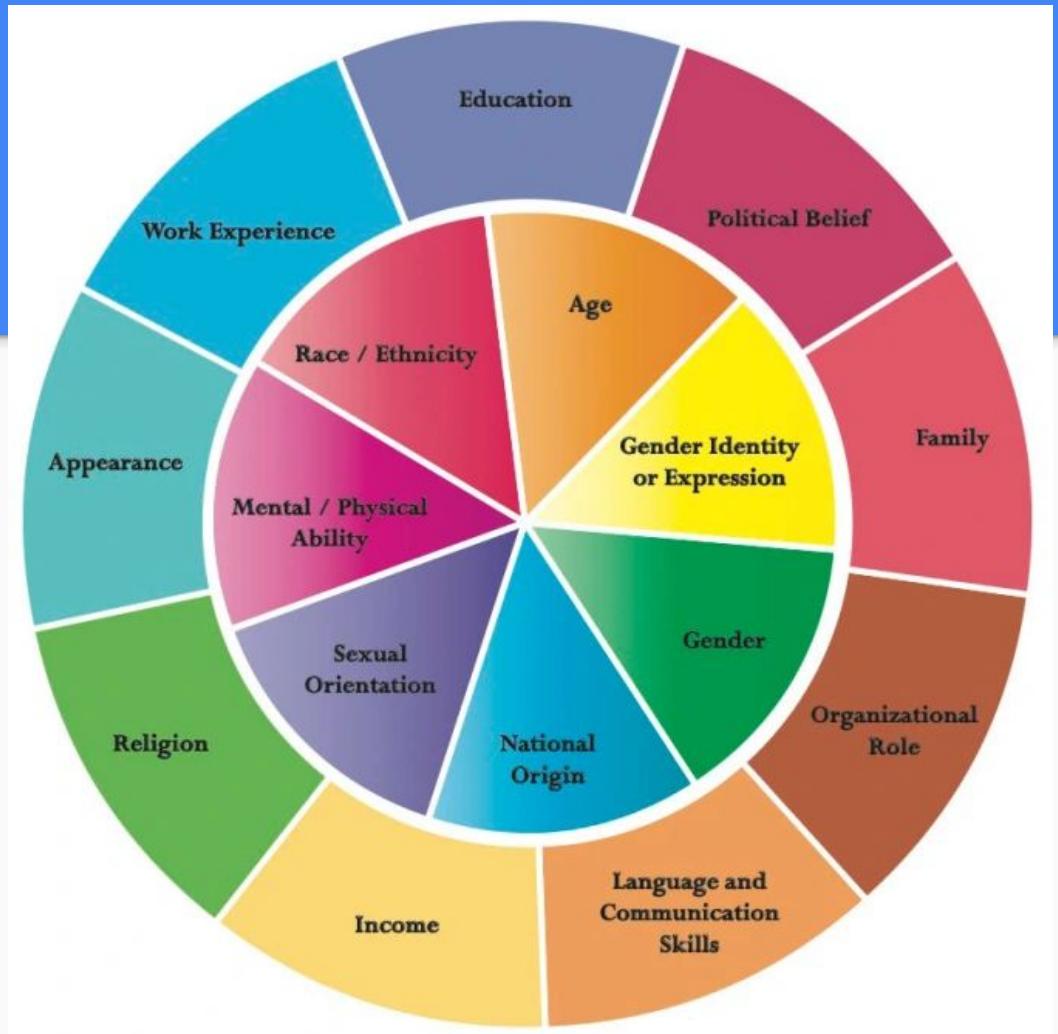 Education
Political Belief
Family
Organizational
Role
Language and
Communication
Skills
Income
Religion
Appearance
Work Experience
Age
Gender Identity
or Expression
Gender
National
Origin
Sexual
Orientation
Mental / Physical
Ability
Race / Ethnicity